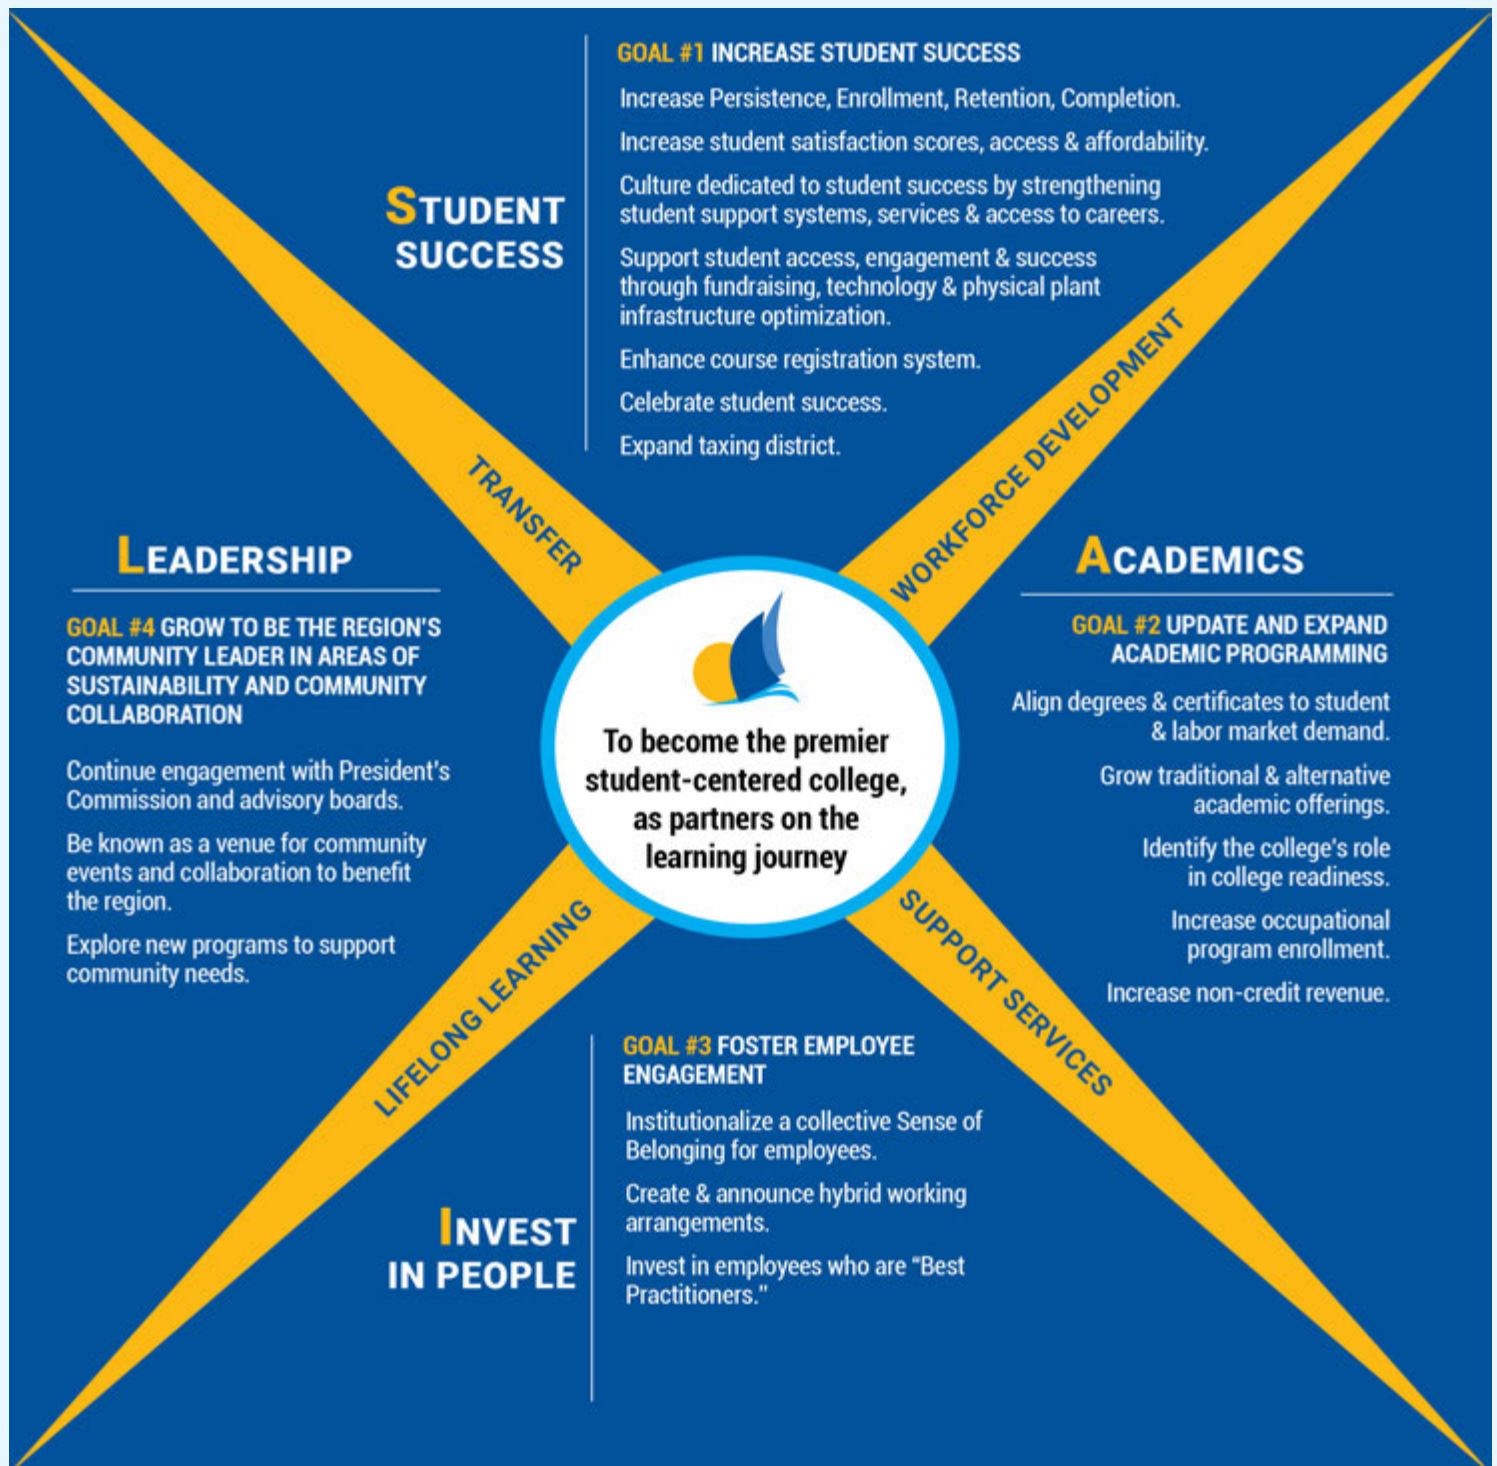 STUDENT
SUCCESS
GOAL #1 INCREASE STUDENT SUCCESS
Increase Persistence, Enrollment, Retention, Completion.
Increase student satisfaction scores, access & affordability.
Culture dedicated to student success by strengthening
student support systems, services & access to careers.
Support student access, engagement & success
through fundraising, technology & physical plant
infrastructure optimization.
Enhance course registration system.
Celebrate student success.
Expand taxing district.
TRANSFER
WORKFORCE DEVELOPMENT
LEADERSHIP
GOAL #4 GROW TO BE THE REGION'S
COMMUNITY LEADER IN AREAS OF
SUSTAINABILITY AND COMMUNITY
COLLABORATION
Continue engagement with President's
Commission and advisory boards.
Be known as a venue for community
events and collaboration to benefit
the region.
Explore new programs to support
community needs.
To become the premier
student-centered college,
as partners on the
learning journey
ACADEMICS
GOAL #2 UPDATE AND EXPAND
ACADEMIC PROGRAMMING
Align degrees & certificates to student
& labor market demand.
Grow traditional & alternative
academic offerings.
Identify the college's role
in college readiness.
Increase occupational
program enrollment.
Increase non-credit revenue.
LIFELONG LEARNING
SUPPORT SERVICES
INVEST
IN PEOPLE
GOAL #3 FOSTER EMPLOYEE
ENGAGEMENT
Institutionalize a collective Sense of
Belonging for employees.
Create & announce hybrid working
arrangements.
Invest in employees who are “Best
Practitioners.”